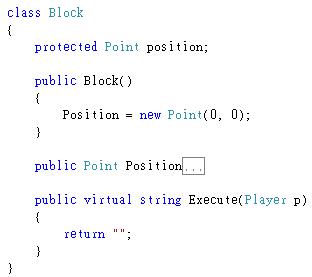 class Block
{
protected Point position;
public Block()
{
Position = new Point(0, 0);
}
public Point Position...
public virtual string Execute(Player p)
{
return "";
}
}